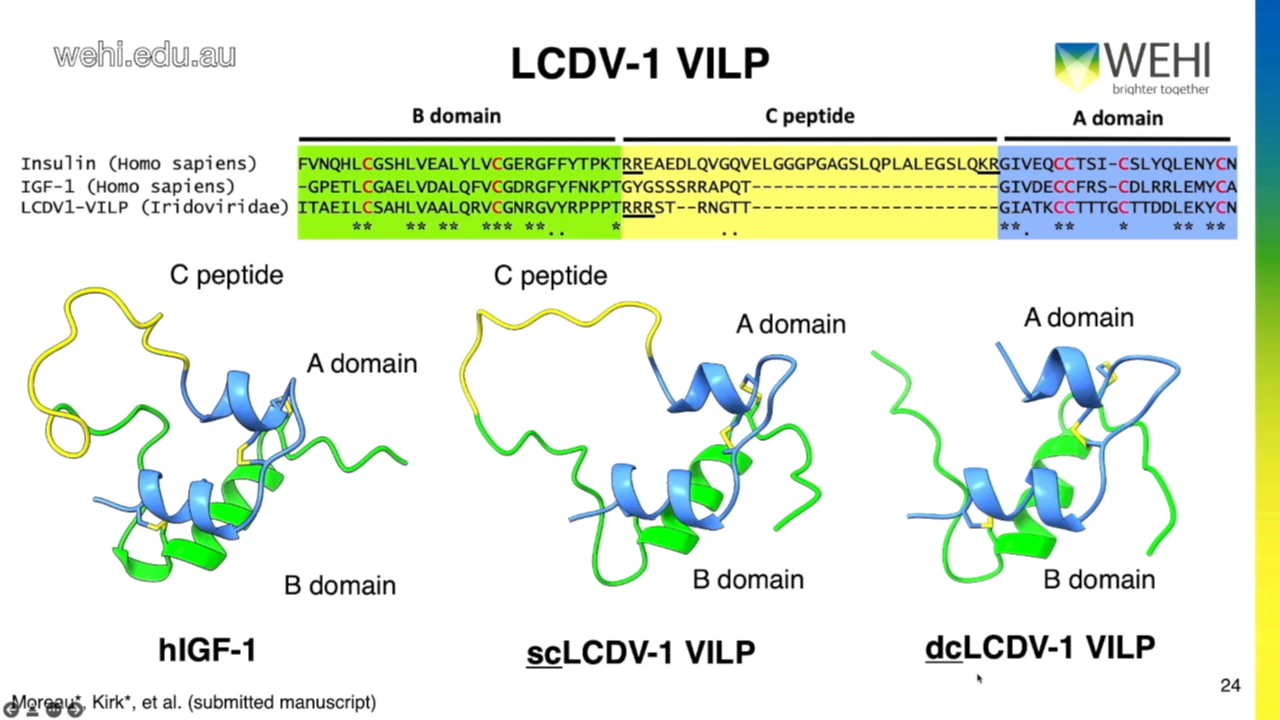 wehi.edu.au
LCDV-1 VILP
WEHI
brighter together
B domain C peptide A domain
Insulin (Homo sapiens) FVNQHLCGSHLVEALYLVCGERGFFYTPKTRREAEDLQVGQVELGGGPGAGSLQPLALEGSLQKRGIVEQCCTSI-CSLYQLENYCN
IGF-1 (Homo sapiens) -GPETLCGAELVDALQFVCGDRGFYFNKPTGYGSSSRRAPQT-----------------------GIVDECCFRS-CDLRRLEMYCA
LCDV1-VILP (Iridoviridae) ITAEILCSAHLVAALQRVCGNRGVYRPPPTRRRST--RNGTT-----------------------GIATKCCTTTGCTTDDLEKYCN
** ** ** *** **.. * .. **. ** * ** **
C peptide
A domain
B domain
hIGF-1
C peptide
A domain
B domain
scLCDV-1 VILP
A domain
B domain
dcLCDV-1 VILP
24
Moreau*, Kirk*, et al. (submitted manuscript)